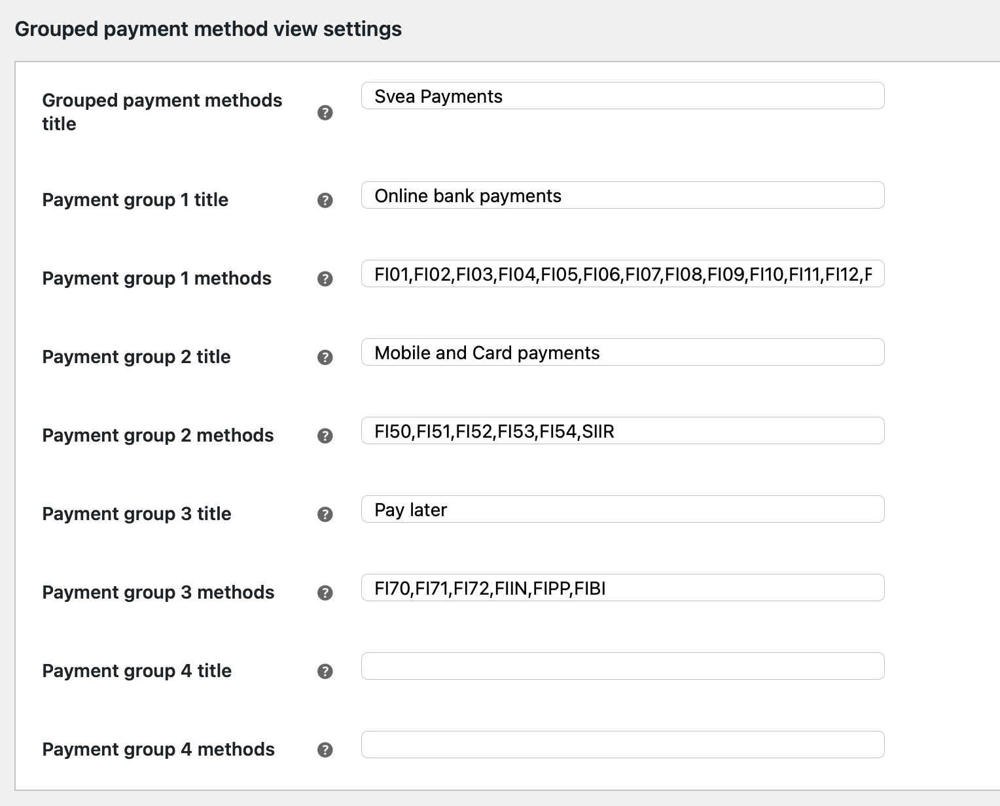 Grouped payment method view settings
Grouped payment methods
title
?
Svea Payments
Payment group 1 title
?
Online bank payments
Payment group 1 methods
?
FI01,FI02,FI03,FI04,FI05,FI06,FI07,FI08,FI09,FI10,FI11,FI12,F
Payment group 2 title
?
Mobile and Card payments
Payment group 2 methods
?
FI50,FI51,FI52,FI53,FI54,SIIR
Payment group 3 title
?
Pay later
Payment group 3 methods
?
FI70,FI71,FI72,FIIN,FIPP,FIBI
Payment group 4 title
?
Payment group 4 methods
?